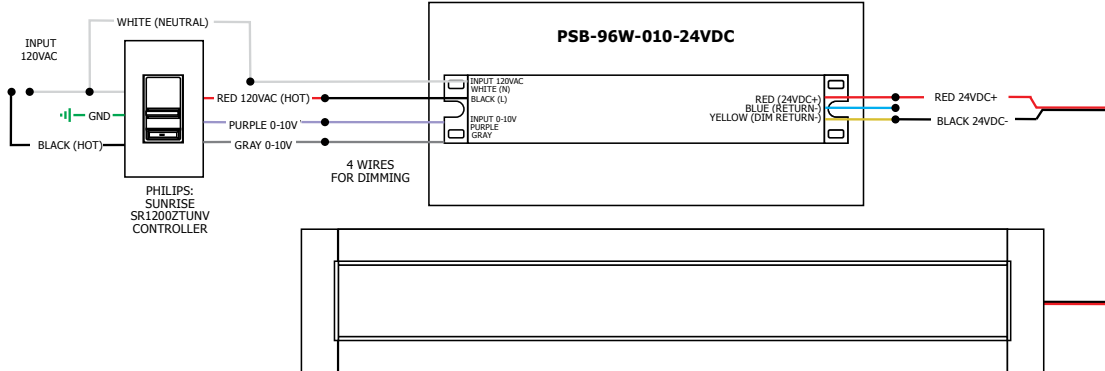 WHITE (NEUTRAL)
INPUT
120VAC
GND
BLACK (HOT)
PHILIPS:
SUNRISE
SR1200ZTUNV
CONTROLLER
RED 120VAC (HOT)
PURPLE 0-10V
GRAY 0-10V
4 WIRES
FOR DIMMING
PSB-96W-010-24VDC
INPUT 120VAC
WHITE (N)
BLACK (L)
INPUT 0-10V
PURPLE
GRAY
RED (24VDC+)
BLUE (RETURN-)
YELLOW (DIM RETURN-)
RED 24VDC+
BLACK 24VDC-